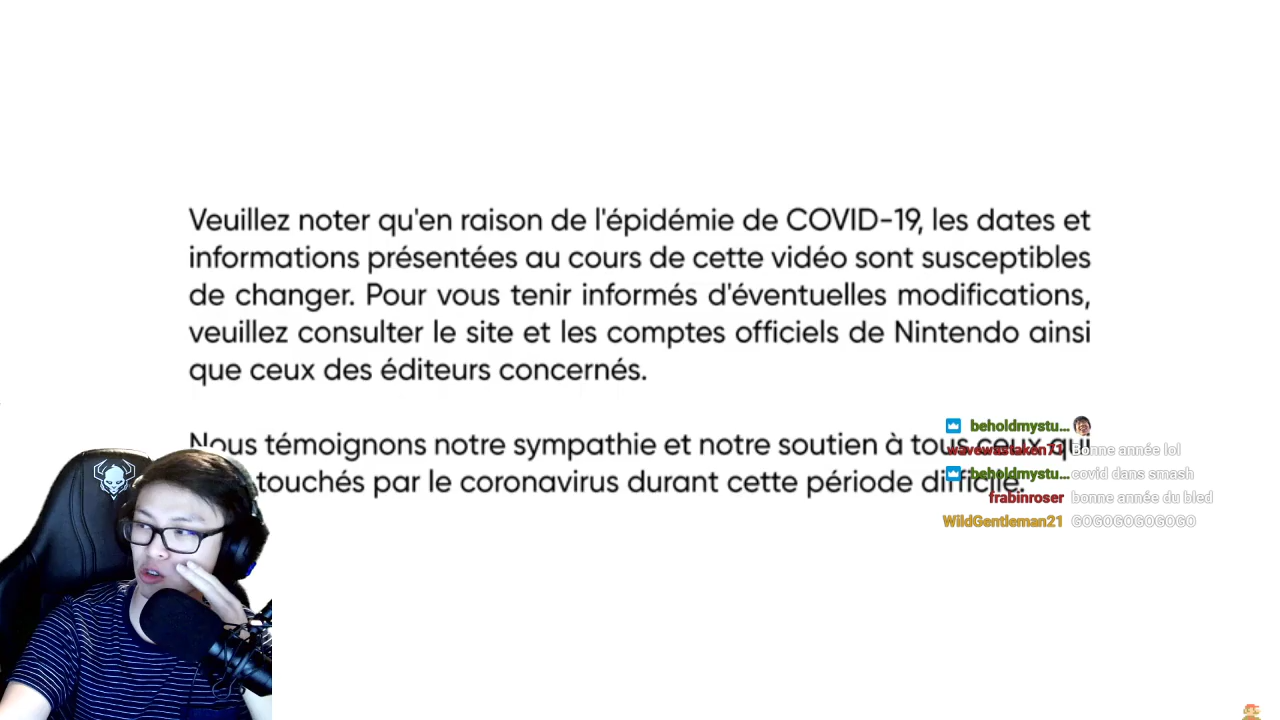 Veuillez noter qu'en raison de l'épidémie de COVID-19, les dates et
informations présentées au cours de cette vidéo sont susceptibles
de changer. Pour vous tenir informés d'éventuelles modifications,
veuillez consulter le site et les comptes officiels de Nintendo ainsi
que ceux des éditeurs concernés.
Nous témoignons notre sympathie et notre soutien à tous ceux qui
touchés par le coronavirus durant cette période difficile.
beholdmystu...
wavewastaken71 Bonne année lol
beholdmystu... covid dans smash
frabinroser bonne année du bled
WildGentleman21 GOGOGOGOGOGO